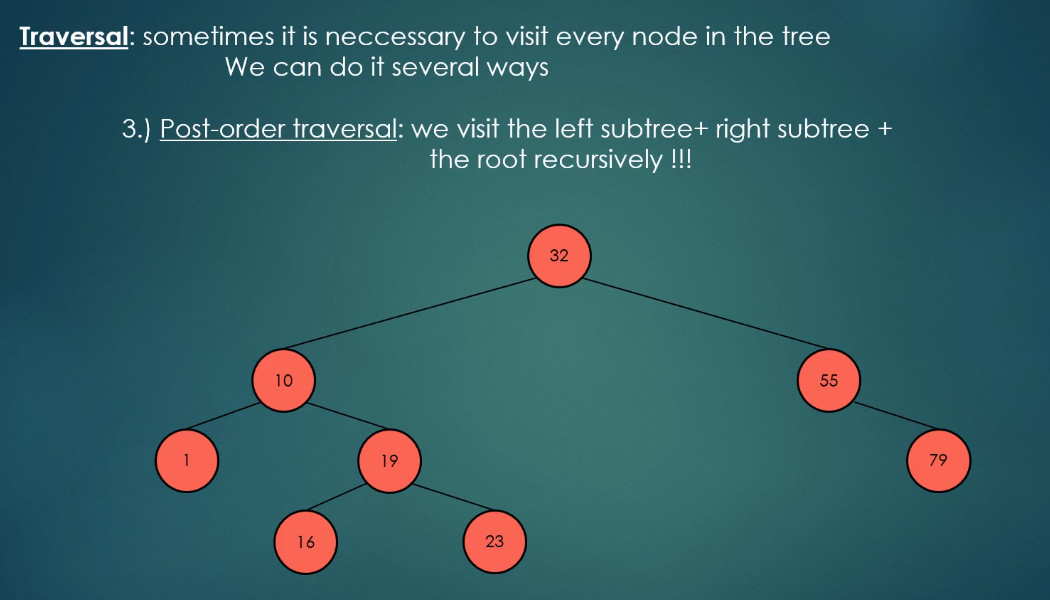 Traversal: sometimes it is neccessary to visit every node in the tree
We can do it several ways
3.) Post-order traversal: we visit the left subtree+ right subtree +
the root recursively !!!
32
10
55
1
19
79
16
23